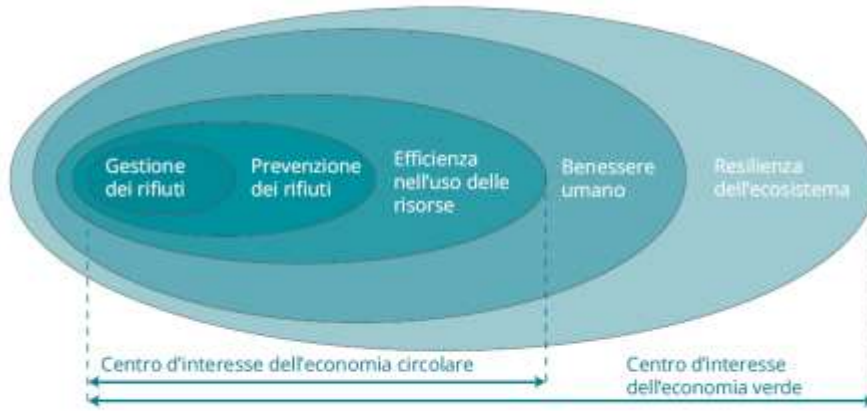 Gestione
dei rifiuti
Prevenzione
dei rifiuti
Efficienza
nell'uso delle
risorse
Benessere
umano
Resilienza
dell'ecosistema
Centro d'interesse dell'economia circolare
Centro d'interesse
dell'economia verde